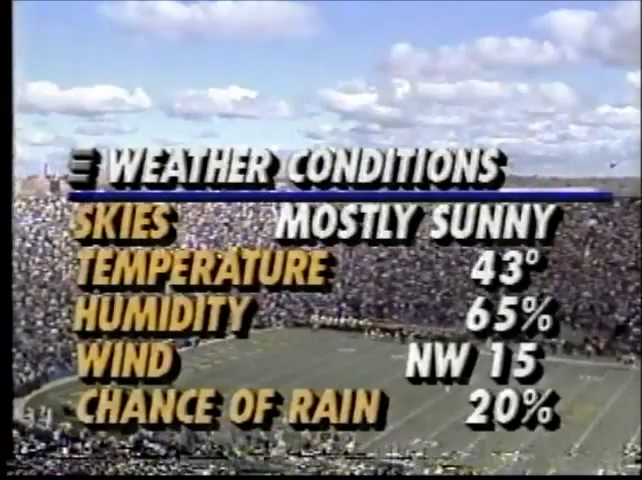 WEATHER CONDITIONS
SKIES MOSTLY SUNNY
TEMPERATURE 43°
HUMIDITY 65%
WIND NW 15
CHANCE OF RAIN 20%